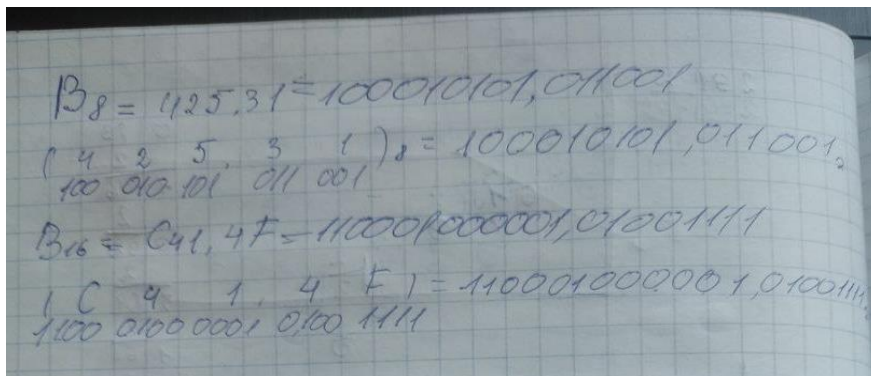 B₈ = 425,31 = 100010101,011001
( 4 2 5, 3 1 )₈ = 100010101,011001₂
100 010 101 011 001
B₁₆ = C41,4F = 110001000001,01001111
( C 4 1, 4 F ) = 110001000001,01001111₂
1100 0100 0001 0100 1111